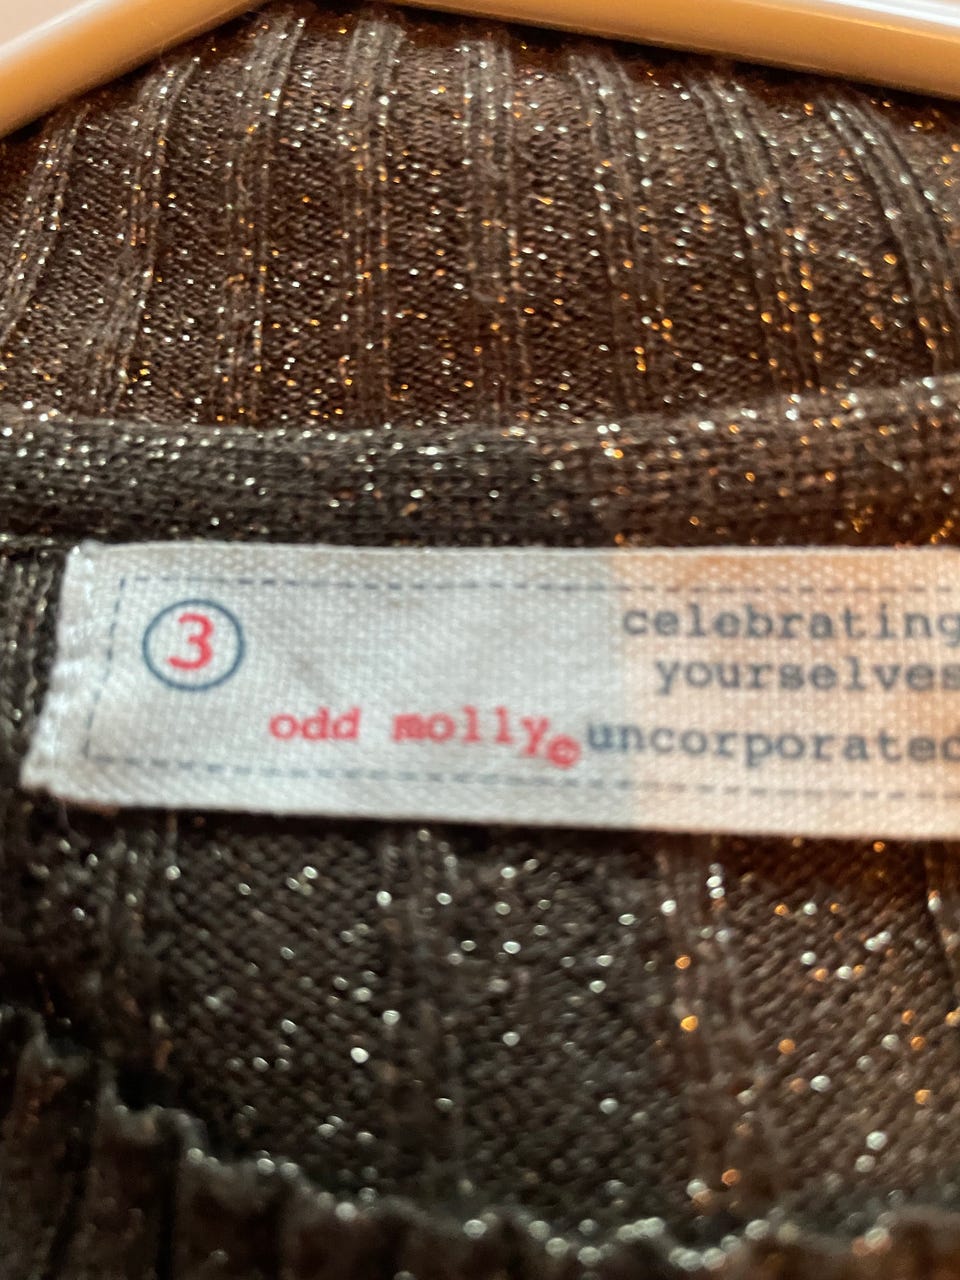 3
celebrating
yourselves
odd molly© uncorporated